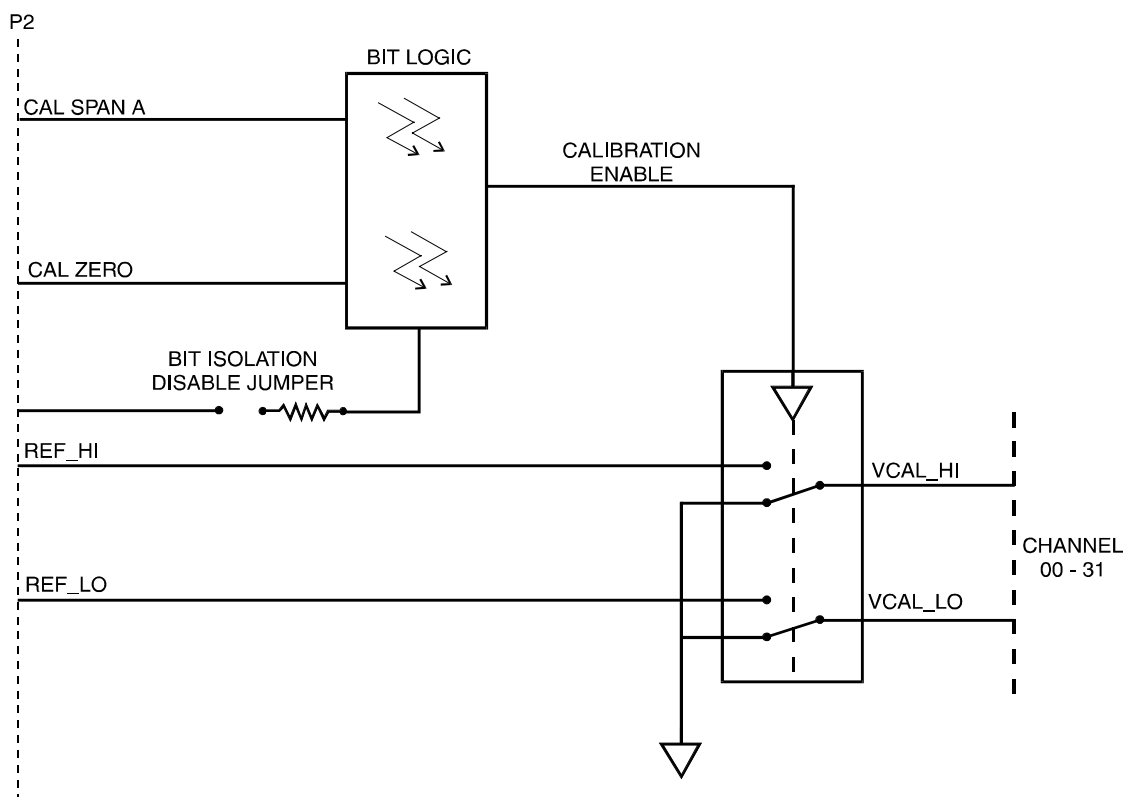 P2
BIT LOGIC
CAL SPAN A
CALIBRATION
ENABLE
CAL ZERO
BIT ISOLATION
DISABLE JUMPER
REF_HI
VCAL_HI
CHANNEL
00 - 31
REF_LO
VCAL_LO